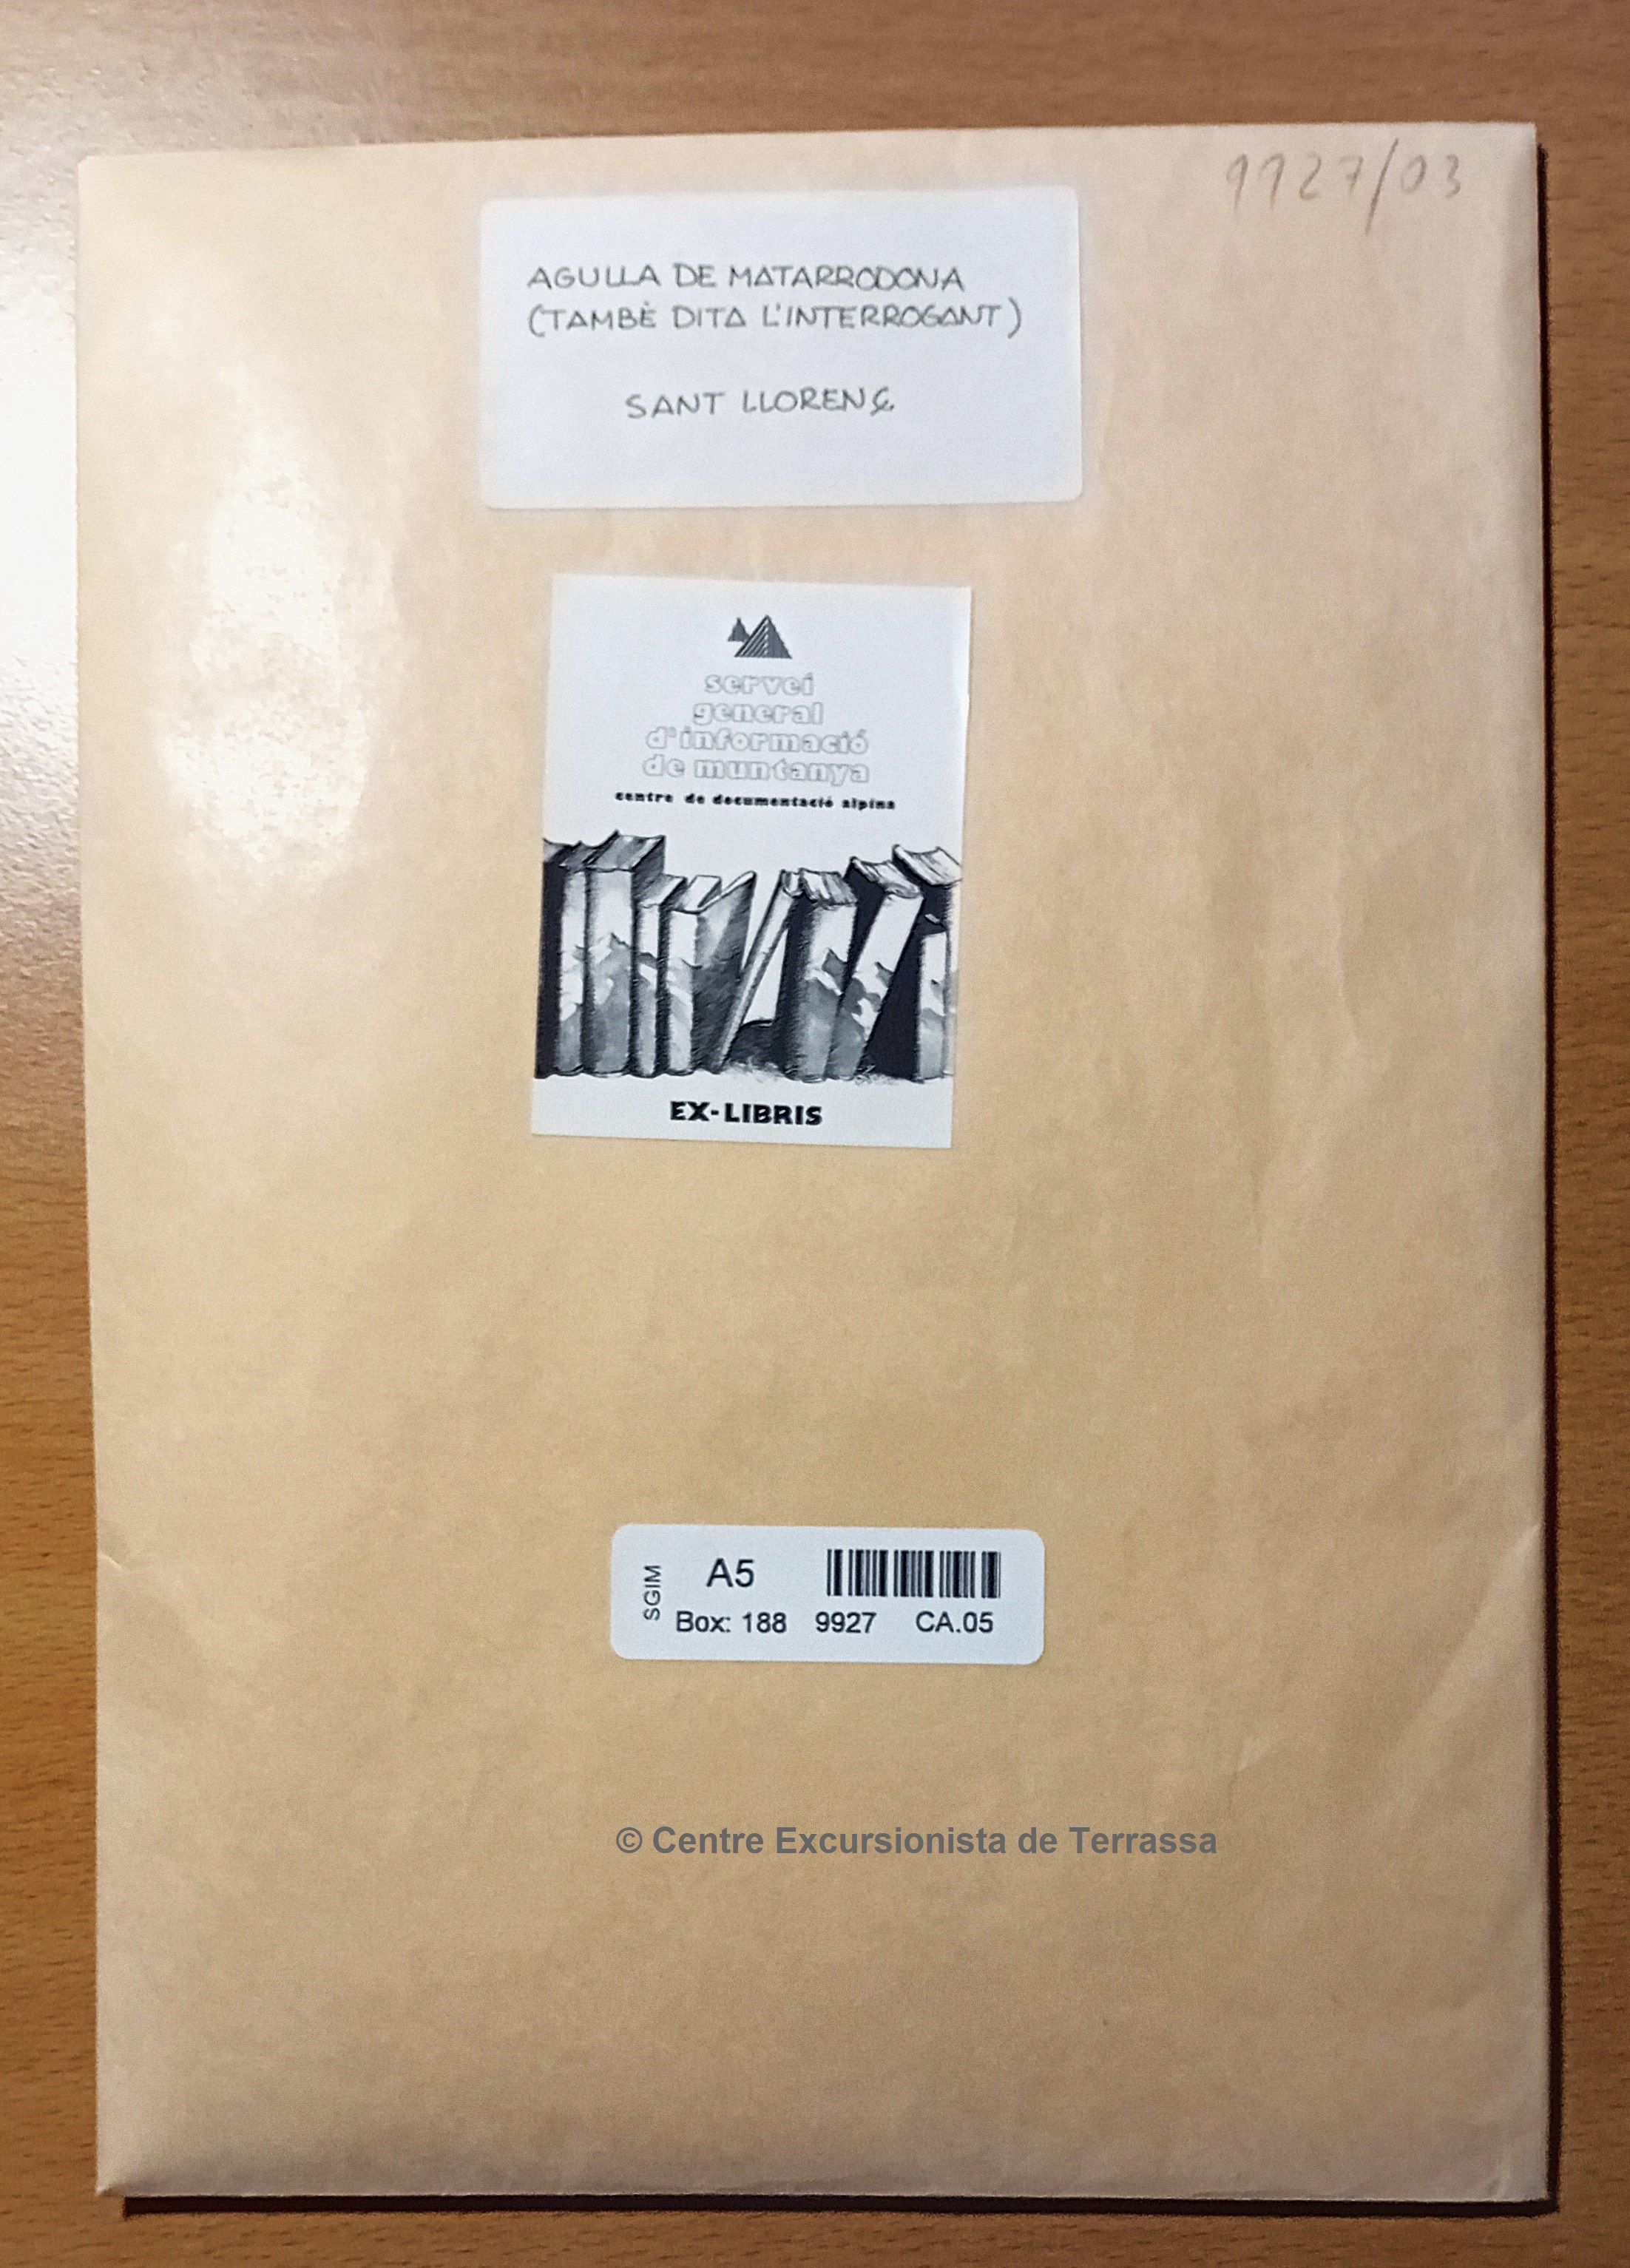 9927/03
AGULLA DE MATARRODONA
(TAMBÈ DITA L'INTERROGANT)
SANT LLORENÇ
servei
general
d'informació
de muntanya
centre de documentació alpina
EX-LIBRIS
SGIM
A5
Box: 188 9927 CA.05
© Centre Excursionista de Terrassa